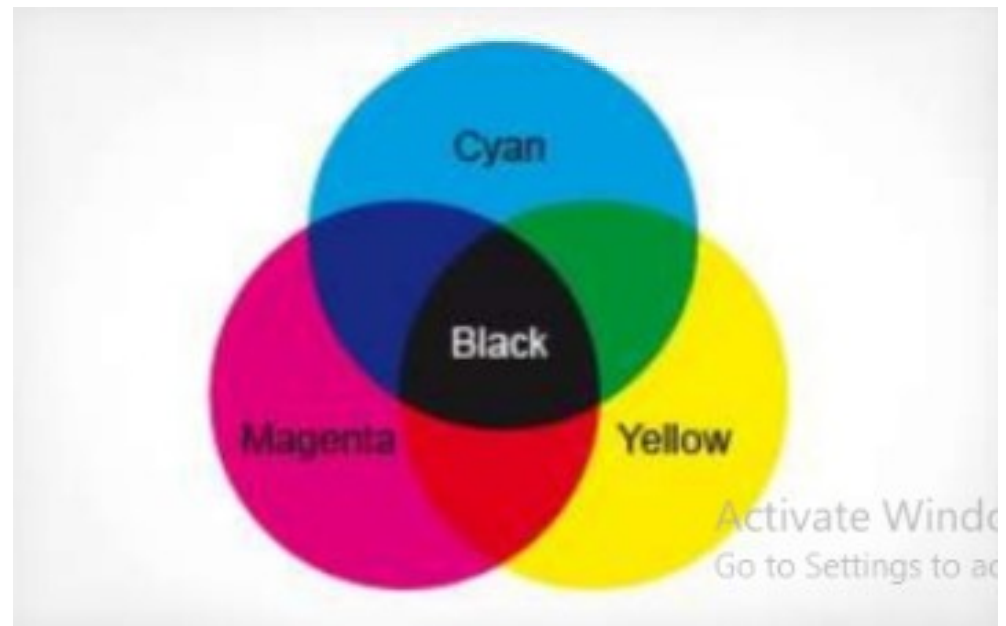 Cyan
Black
Magenta Yellow
Activate Windo
Go to Settings to ac